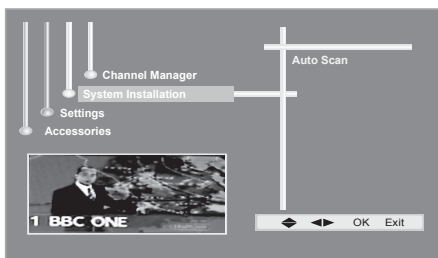 Channel Manager
System Installation
Settings
Accessories
Auto Scan
1 BBC ONE
OK Exit